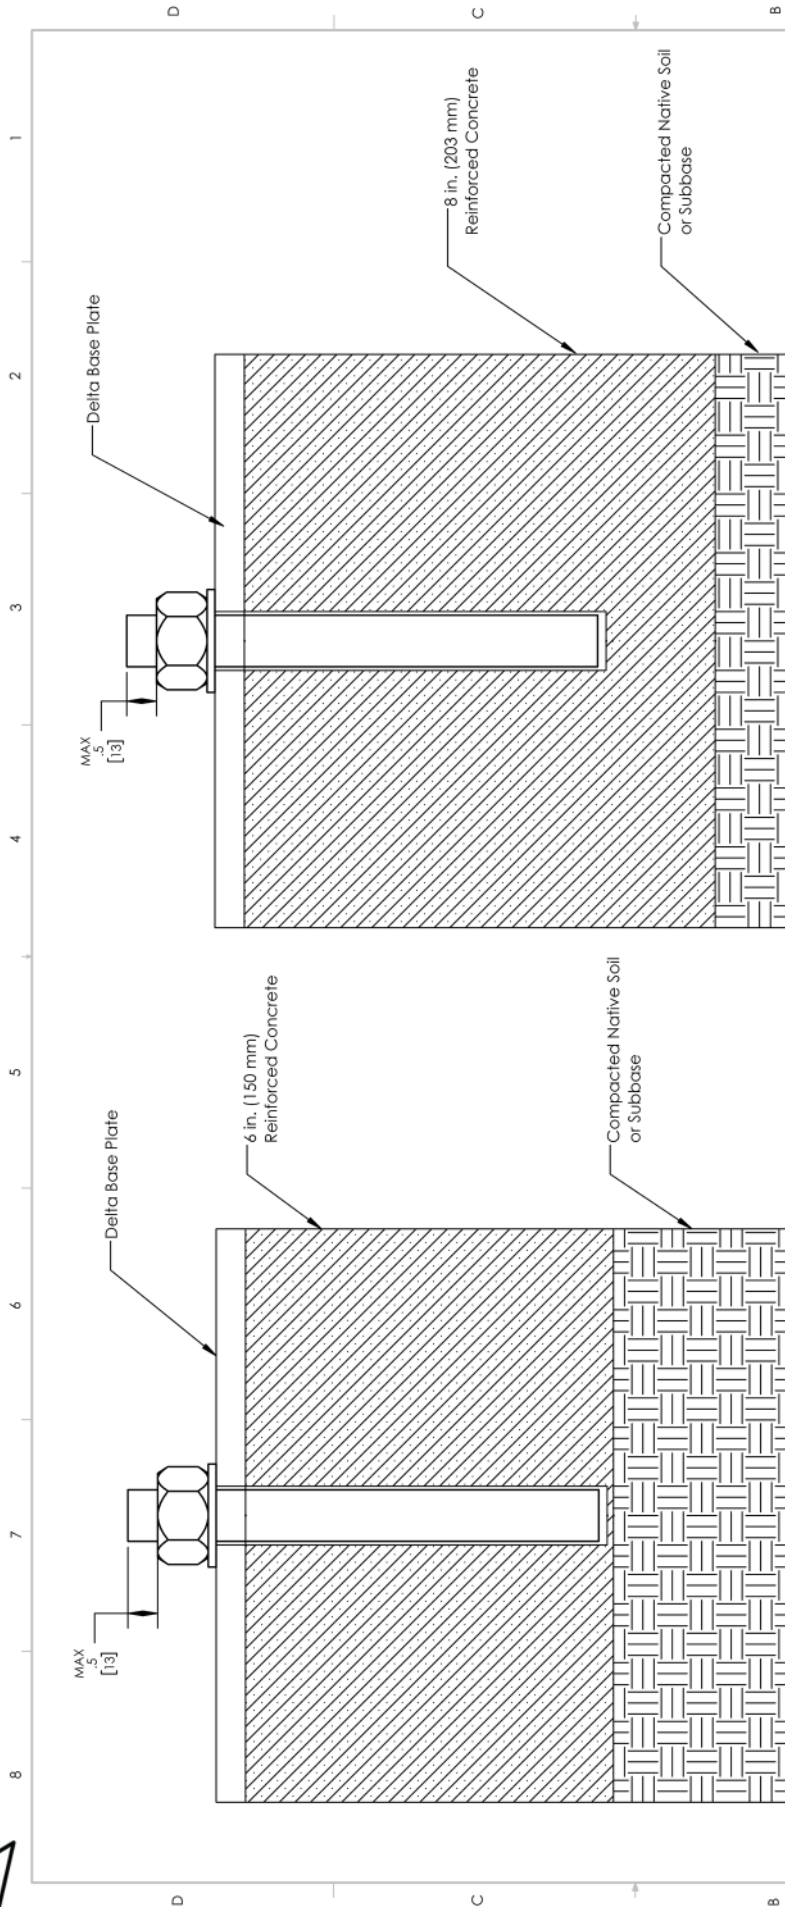 8
7
6
5
4
3
2
1
D
D
C
C
B
B
MAX
.5
[13]
Delta Base Plate
6 in. (150 mm)
Reinforced Concrete
Compacted Native Soil
or Subbase
MAX
.5
[13]
Delta Base Plate
8 in. (203 mm)
Reinforced Concrete
Compacted Native Soil
or Subbase